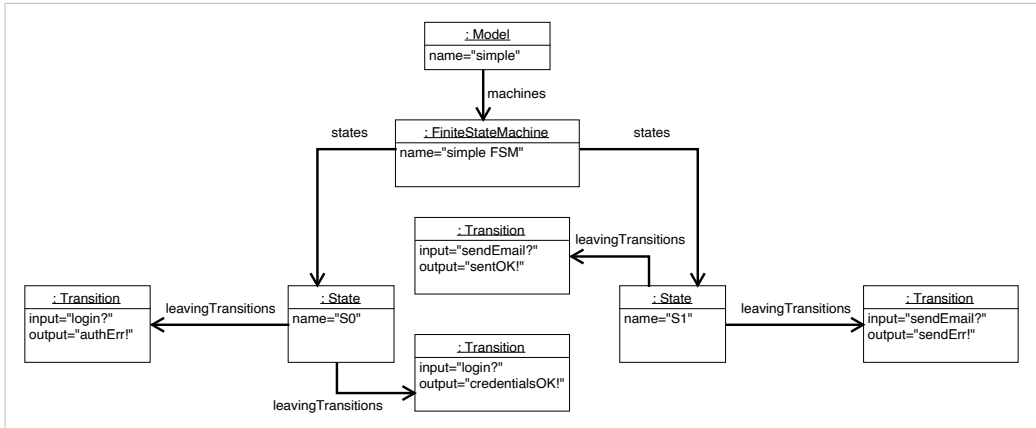 : Model
name="simple"
machines
states
: FiniteStateMachine
states
name="simple FSM"
: Transition
input="sendEmail?"
output="sentOK!"
leavingTransitions
: Transition
input="login?"
output="authErr!"
leavingTransitions
: State
name="S0"
: State
name="S1"
leavingTransitions
: Transition
input="sendEmail?"
output="sendErr!"
: Transition
input="login?"
output="credentialsOK!"
leavingTransitions